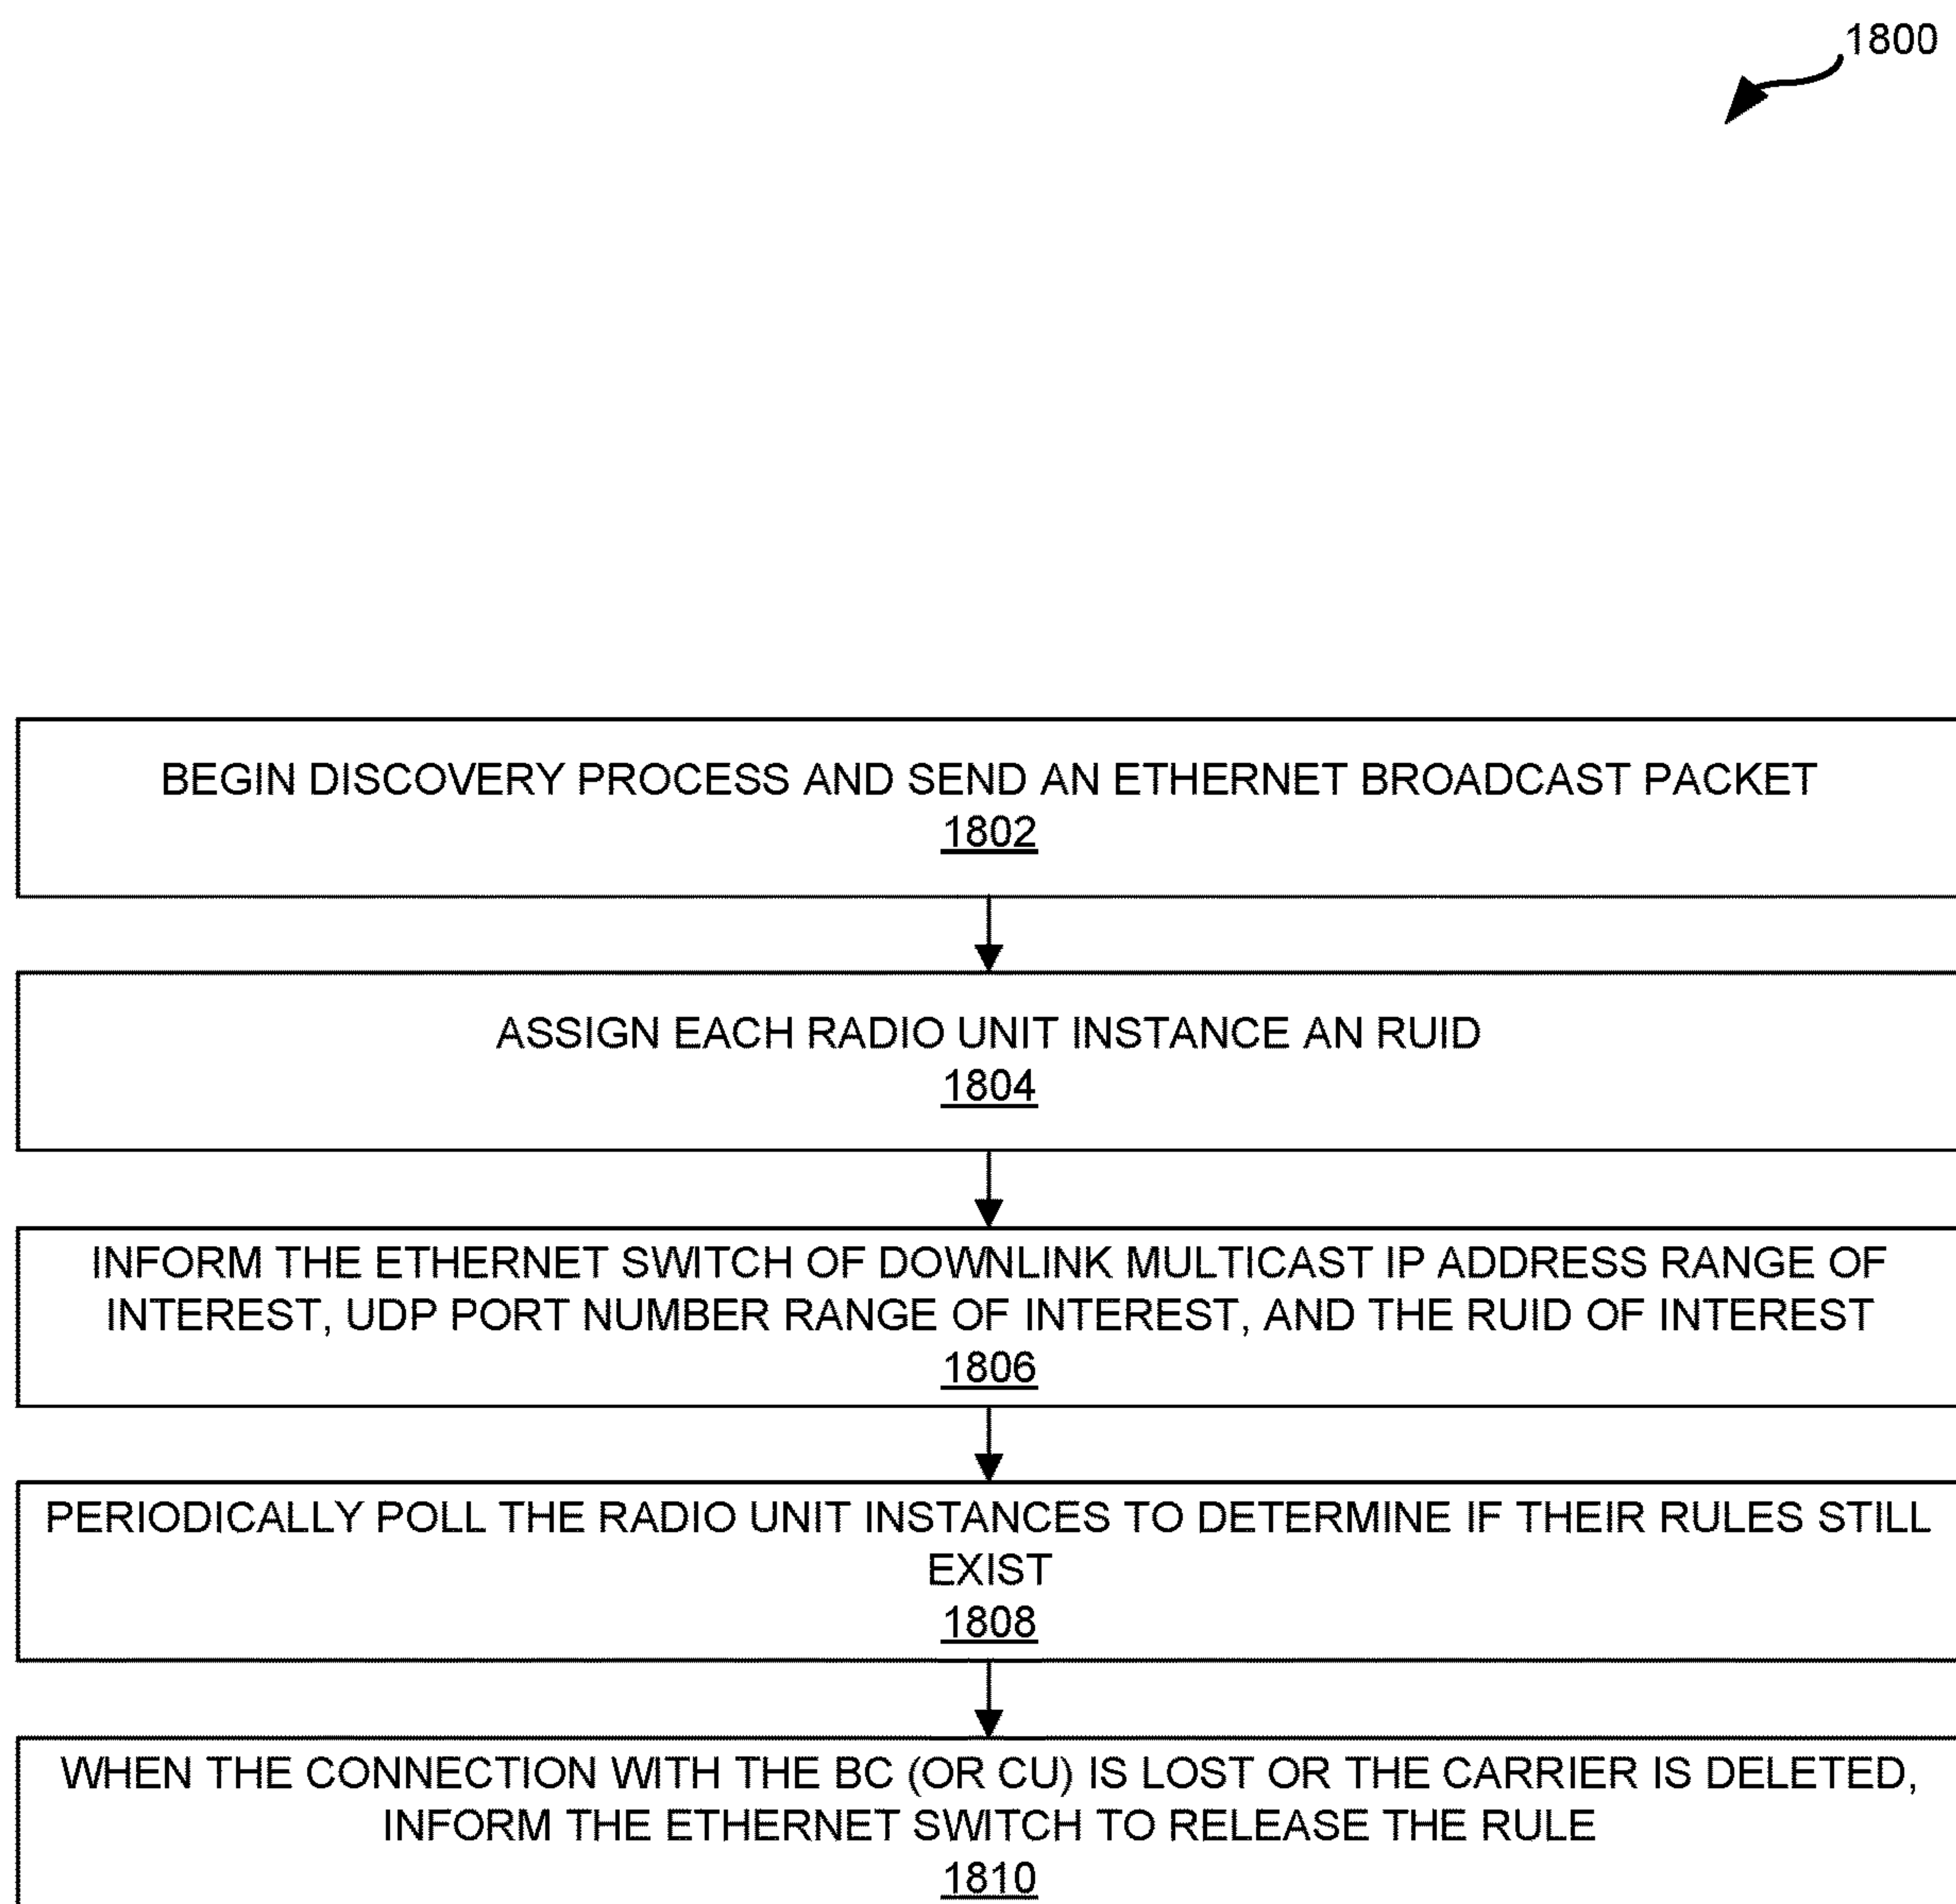 1800
BEGIN DISCOVERY PROCESS AND SEND AN ETHERNET BROADCAST PACKET
1802
ASSIGN EACH RADIO UNIT INSTANCE AN RUID
1804
INFORM THE ETHERNET SWITCH OF DOWNLINK MULTICAST IP ADDRESS RANGE OF
INTEREST, UDP PORT NUMBER RANGE OF INTEREST, AND THE RUID OF INTEREST
1806
PERIODICALLY POLL THE RADIO UNIT INSTANCES TO DETERMINE IF THEIR RULES STILL
EXIST
1808
WHEN THE CONNECTION WITH THE BC (OR CU) IS LOST OR THE CARRIER IS DELETED,
INFORM THE ETHERNET SWITCH TO RELEASE THE RULE
1810